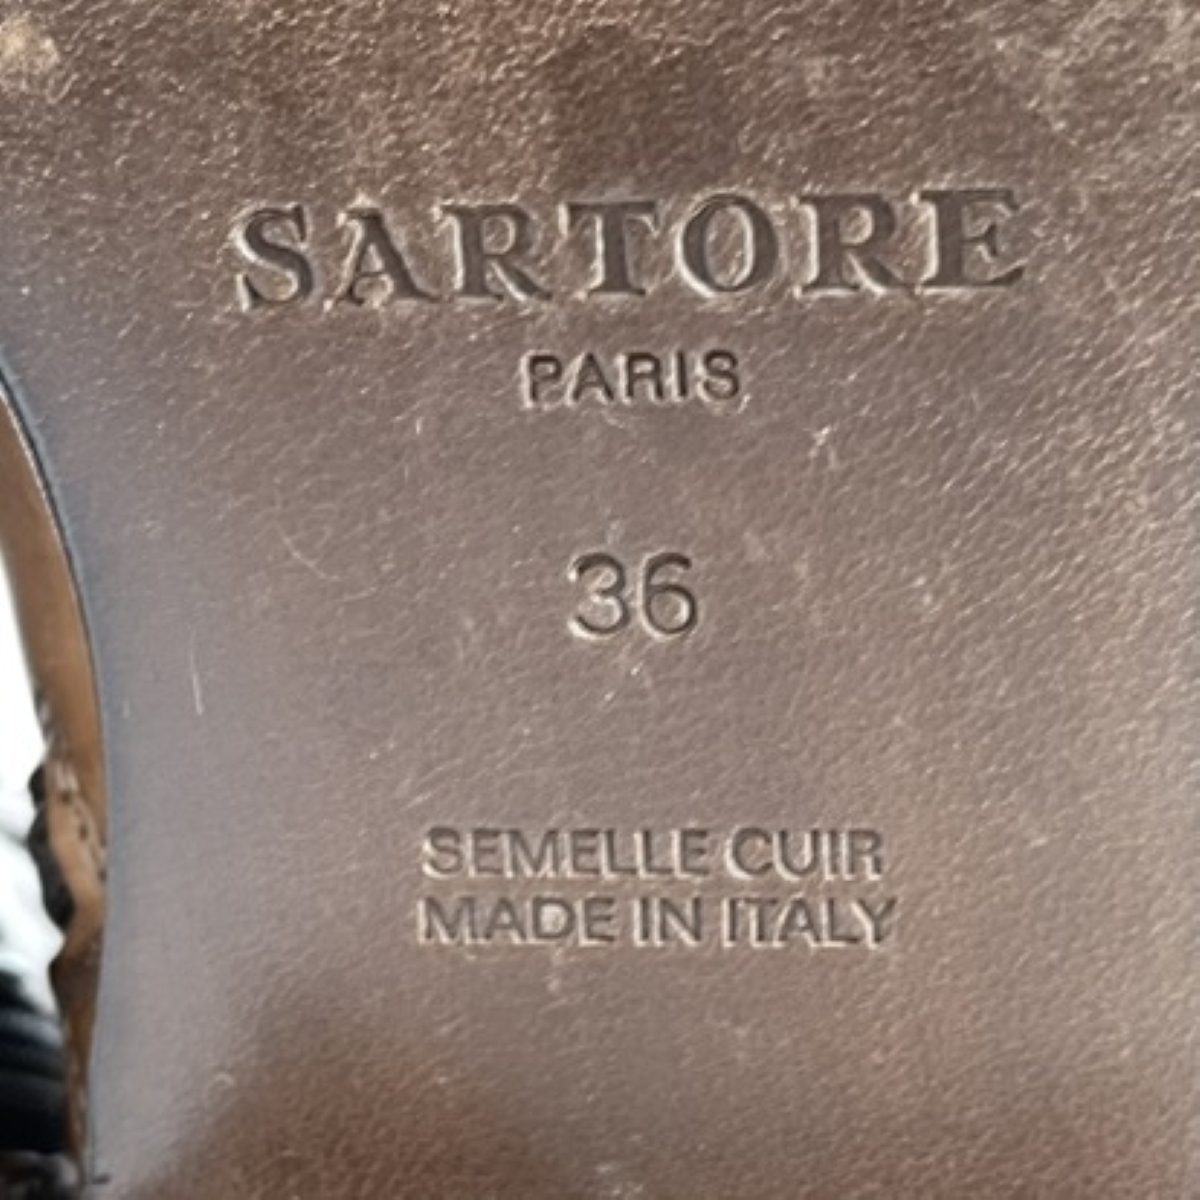 SARTORE
PARIS
36
SEMELLE CUIR
MADE IN ITALY